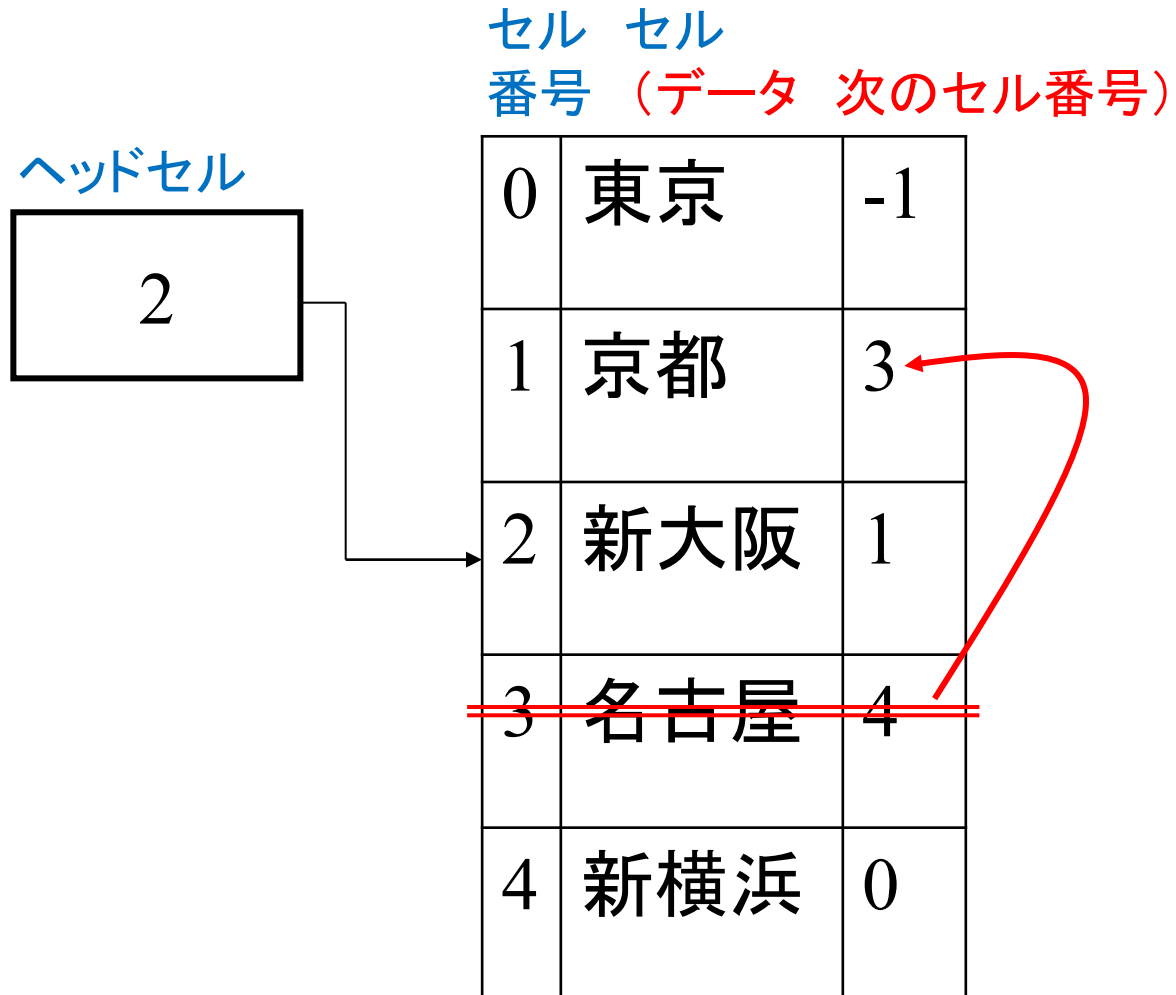 セル セル
番号 （データ 次のセル番号）
ヘッドセル
2
0 東京 -1
1 京都 3
2 新大阪 1
3 名古屋 4
4 新横浜 0